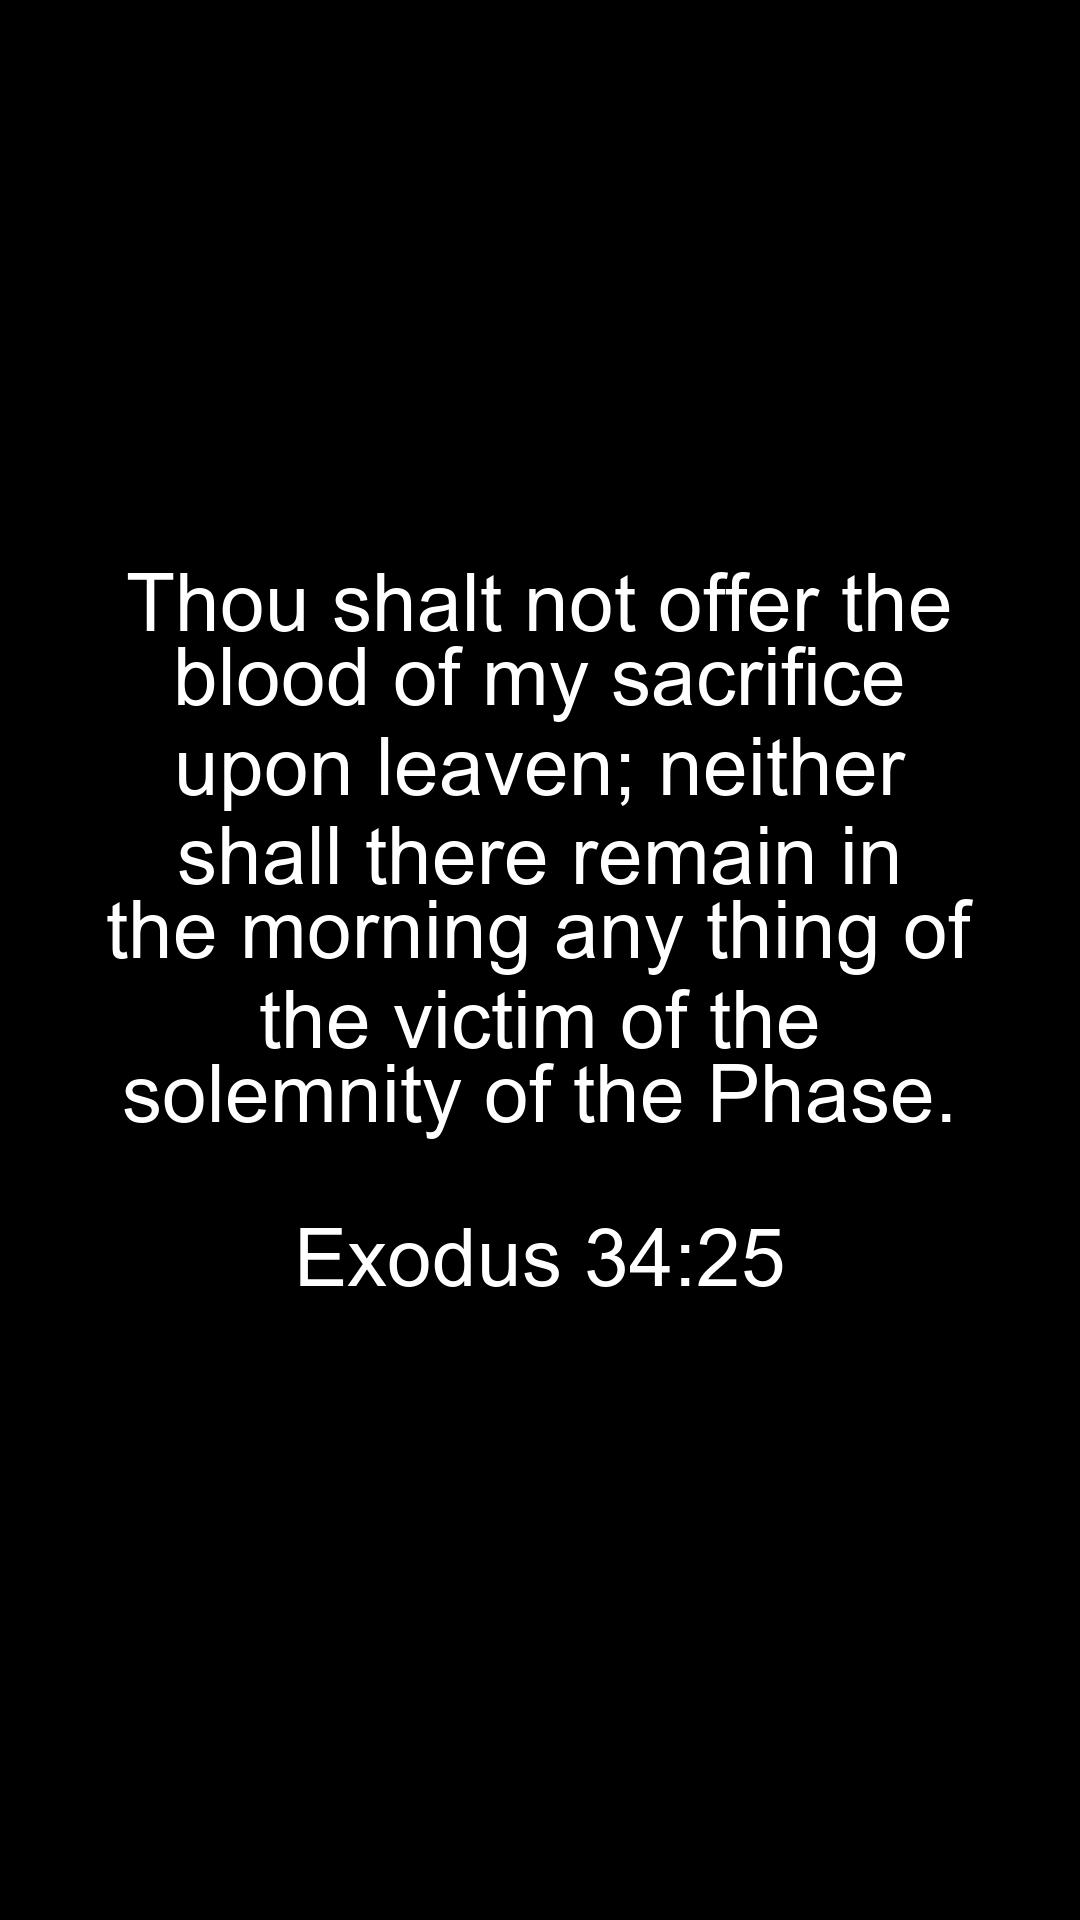 Thou shalt not offer the
blood of my sacrifice
upon leaven; neither
shall there remain in
the morning any thing of
the victim of the
solemnity of the Phase.
Exodus 34:25